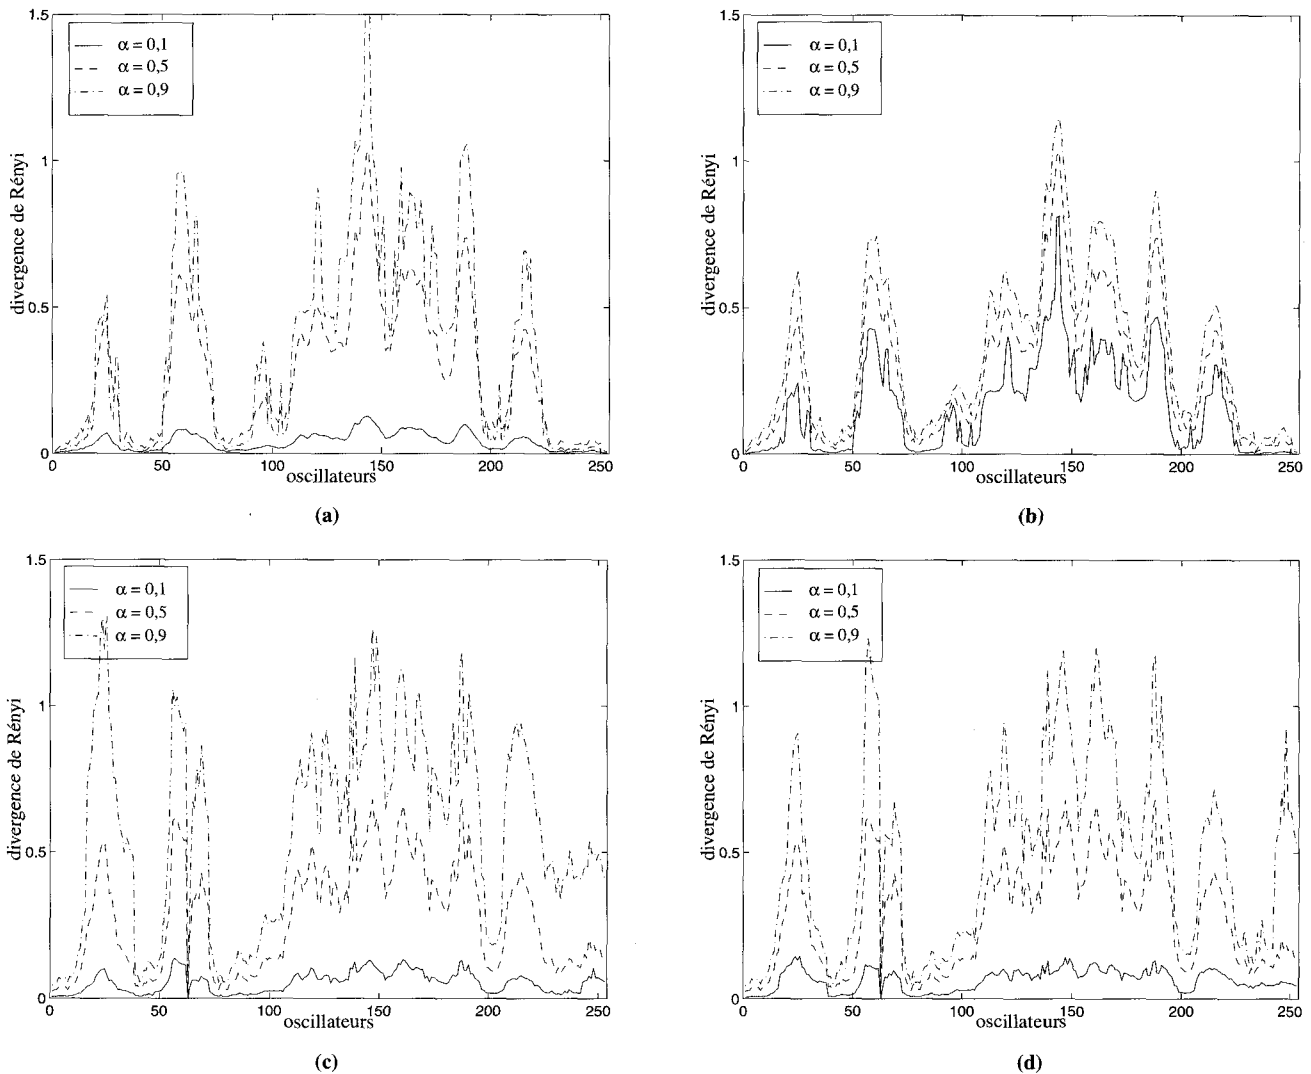 1.5
1
0.5
0
α = 0,1
α = 0,5
α = 0,9
divergence de Rényi
0
50
100
150
200
250
oscillateurs
(a)
1.5
1
0.5
0
α = 0,1
α = 0,5
α = 0,9
divergence de Rényi
0
50
100
150
200
250
oscillateurs
(b)
1.5
1
0.5
0
α = 0,1
α = 0,5
α = 0,9
divergence de Rényi
0
50
100
150
200
250
oscillateurs
(c)
1.5
1
0.5
0
α = 0,1
α = 0,5
α = 0,9
divergence de Rényi
0
50
100
150
200
250
oscillateurs
(d)